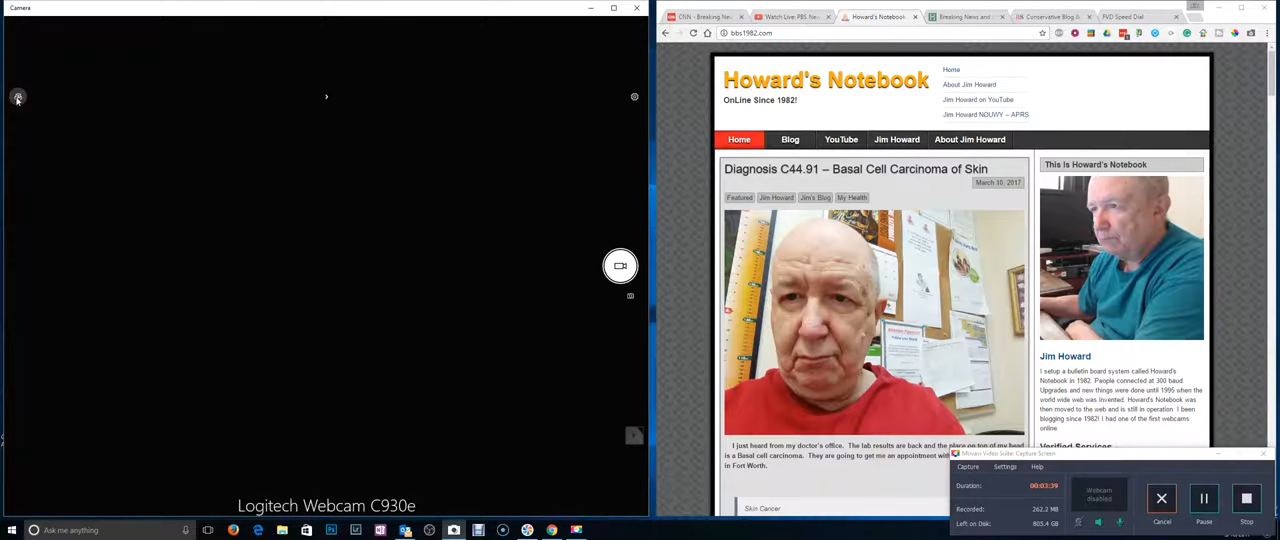 Camera
CNN - Breaking New
Watch Live: PBS Ne
Howard's Notebook
Breaking News and
Conservative Blog &
FVD Speed Dial
bbs1982.com
Howard's Notebook
OnLine Since 1982!
Home
About Jim Howard
Jim Howard on YouTube
Jim Howard NØUWY – APRS
Home
Blog
YouTube
Jim Howard
About Jim Howard
Diagnosis C44.91 – Basal Cell Carcinoma of Skin
March 10, 2017
Featured
Jim Howard
Jim's Blog
My Health
I just heard from my doctor's office. The lab results are back and the place on top of my head
is a Basal cell carcinoma. They are going to get me an appointment with
in Fort Worth.
Skin Cancer
This Is Howard's Notebook
Jim Howard
I setup a bulletin board system called Howard's
Notebook in 1982. People connected at 300 baud.
Upgrades and new things were done until 1995 when the
world wide web was invented. Howard's Notebook was
then moved to the web and is still in operation. I been
blogging since 1982! I had one of the first webcams
online.
Verified Services
Movavi Video Suite: Capture Screen
Capture
Settings
Help
Duration:
00:03:39
Recorded:
262.2 MB
Left on Disk:
805.4 GB
Webcam
disabled
Cancel
Pause
Stop
Logitech Webcam C930e
Ask me anything